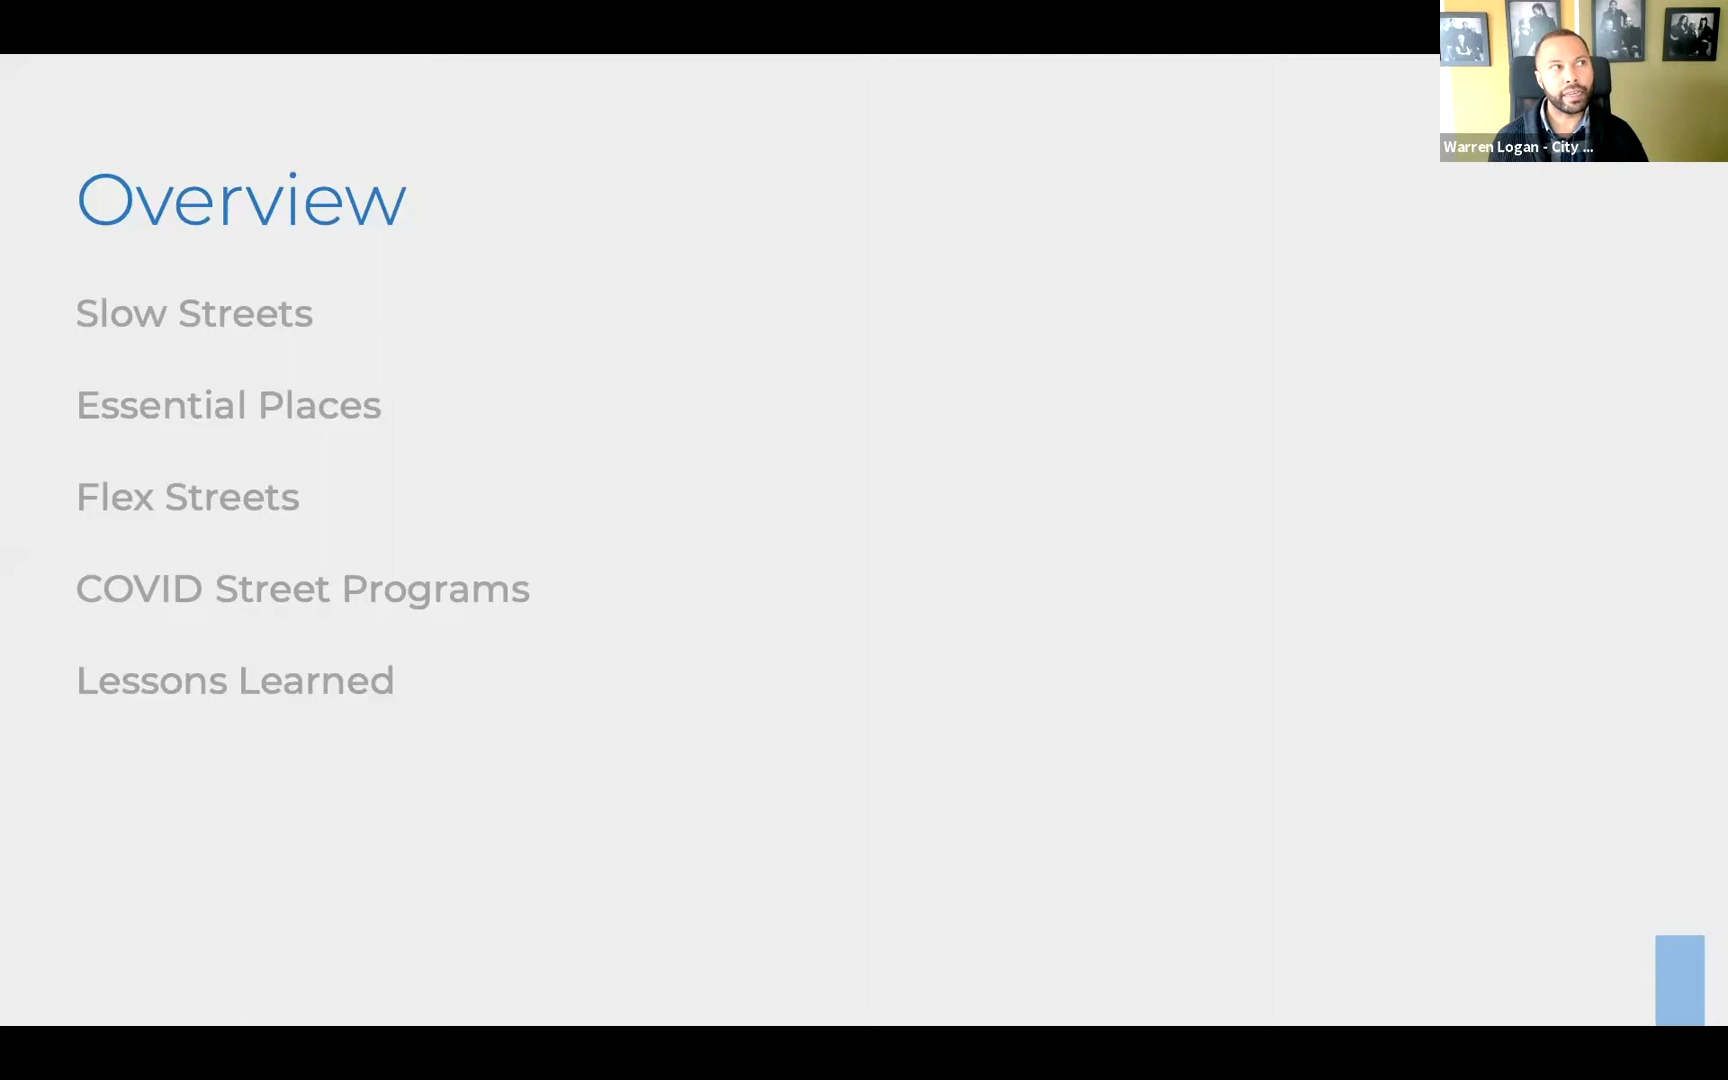 Warren Logan - City ...
Overview
Slow Streets
Essential Places
Flex Streets
COVID Street Programs
Lessons Learned